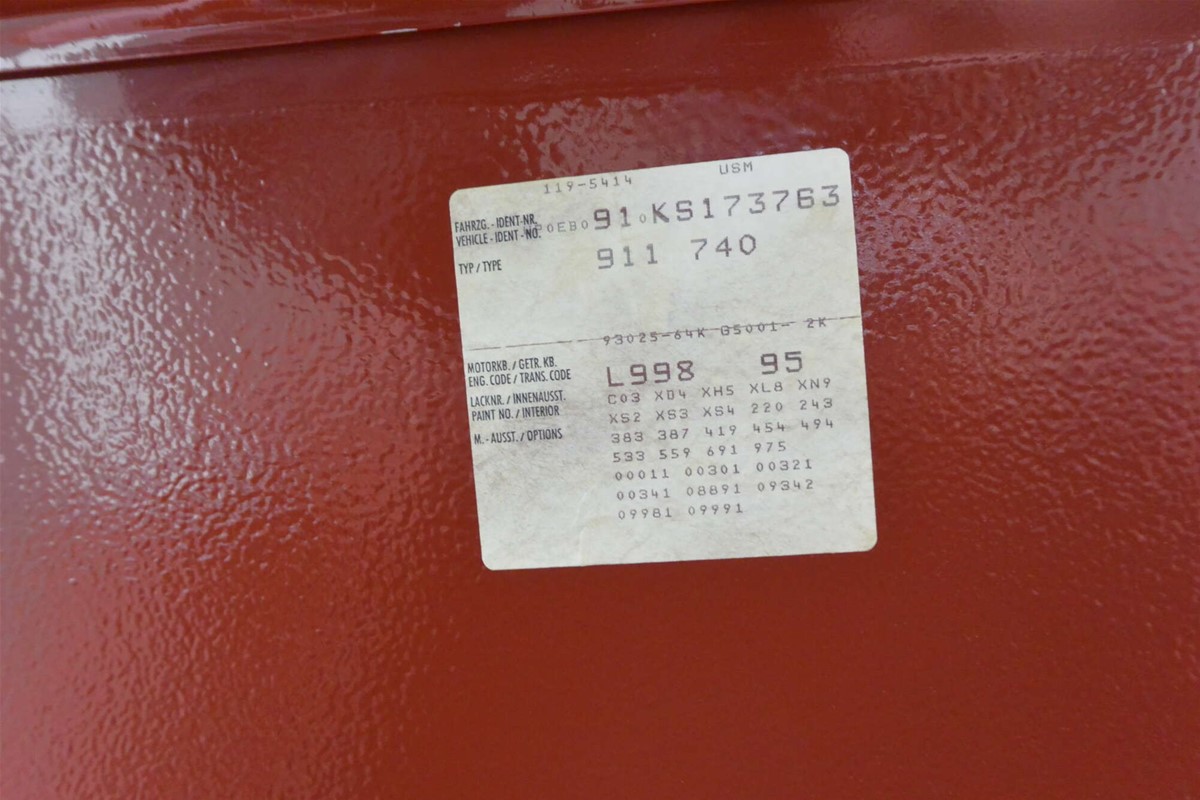 119-5414 USM
FAHRZG. - IDENT-NR. 
VEHICLE - IDENT - NO. P0EB0910KS173763
TYP / TYPE 911 740
93025-64K G5001- 2K
MOTORKB. / GETR. KB.
ENG. CODE / TRANS. CODE L998 95
LACKNR. / INNENAUSST. C03 XD4 XH5 XL8 XN9
PAINT NO. / INTERIOR XS2 XS3 XS4 220 243
M. - AUSST. / OPTIONS 383 387 419 454 494
533 559 691 975
00011 00301 00321
00341 08891 09342
09981 09991